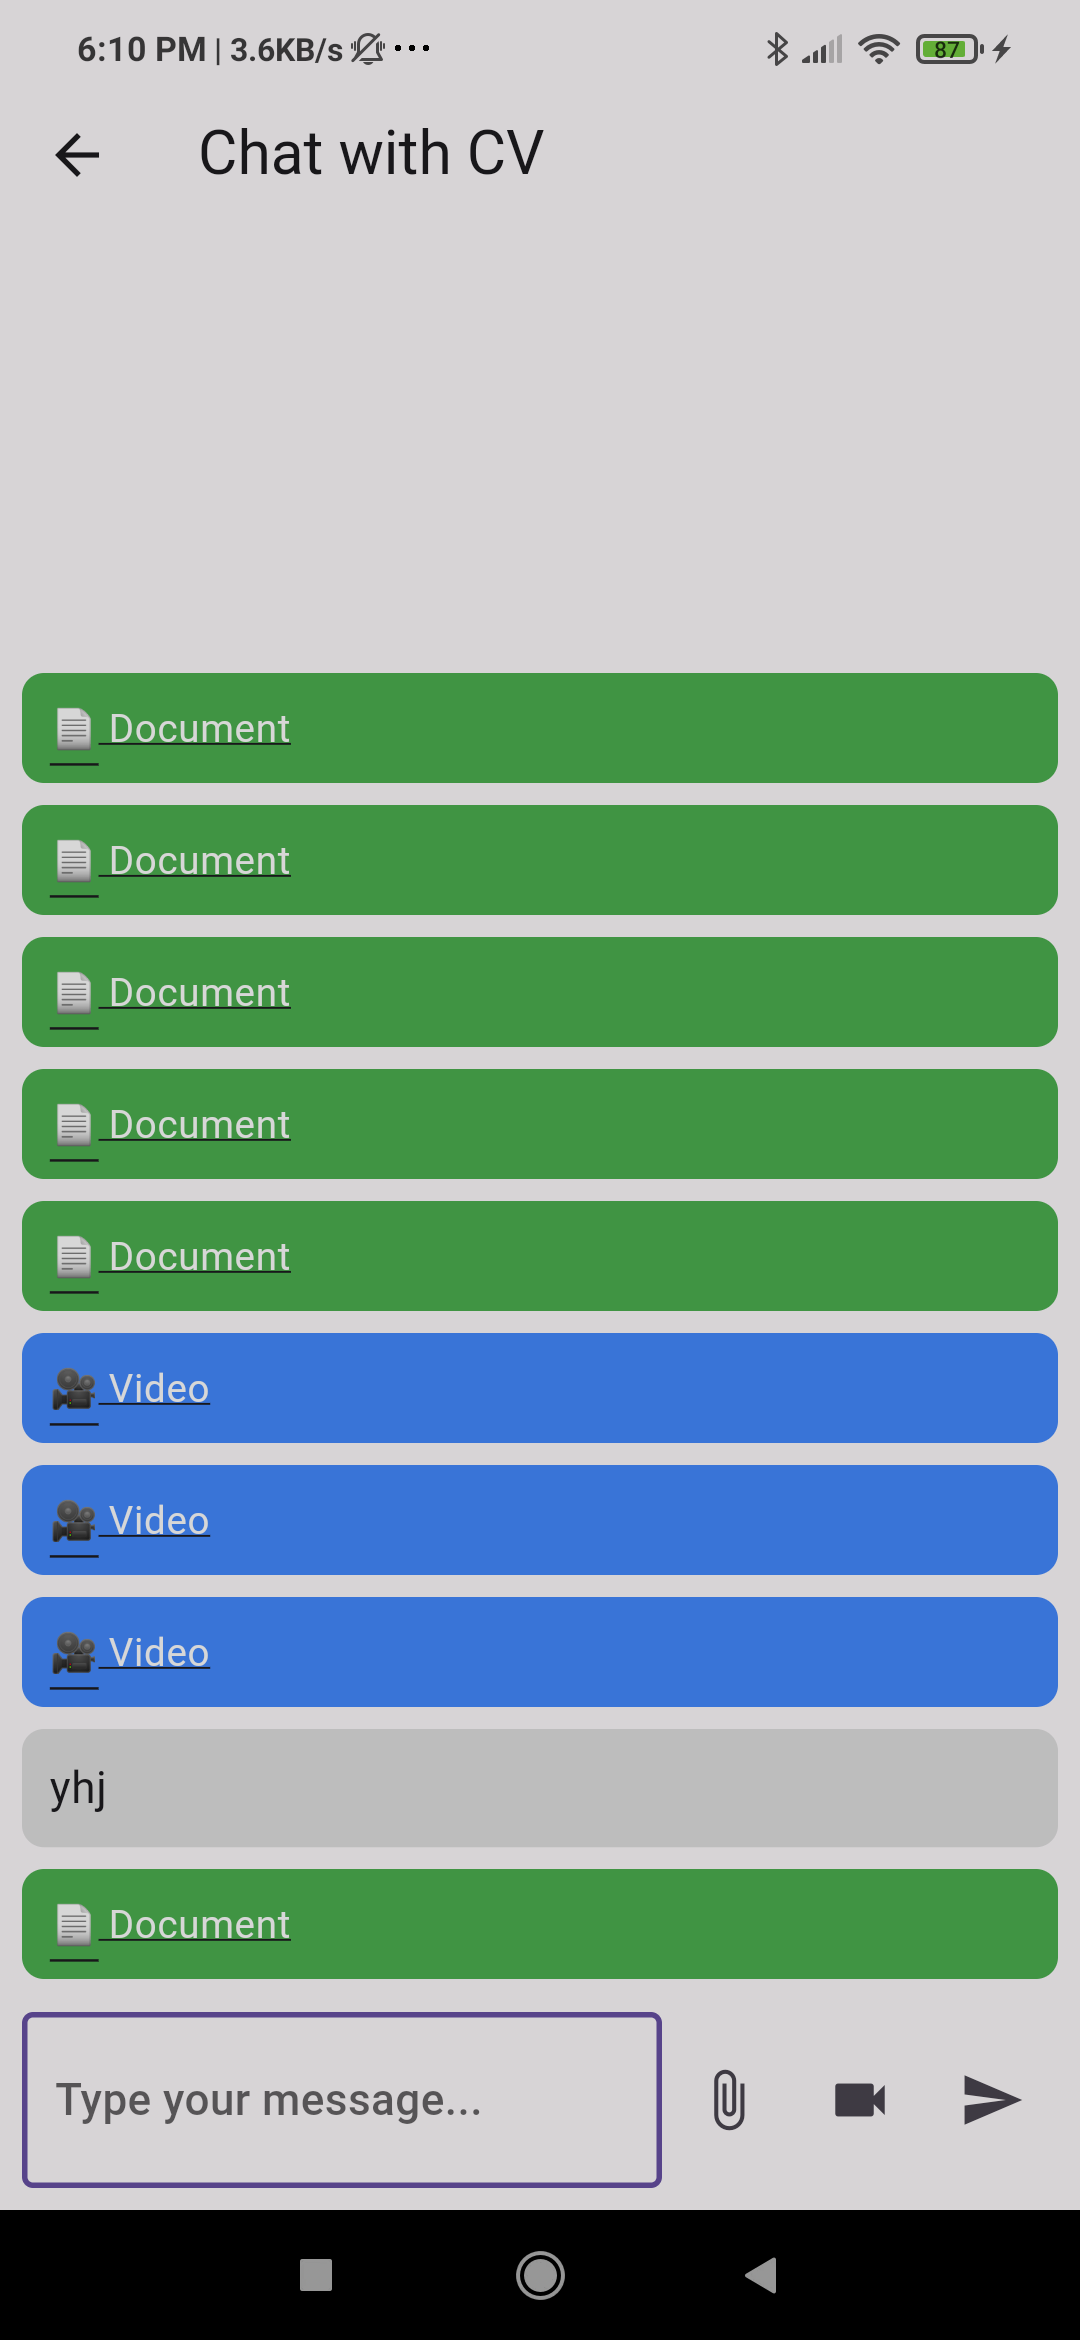 6:10 PM | 3.6KB/s ... 87
Chat with CV
Document
Document
Document
Document
Document
Video
Video
Video
yhj
Document
Type your message...